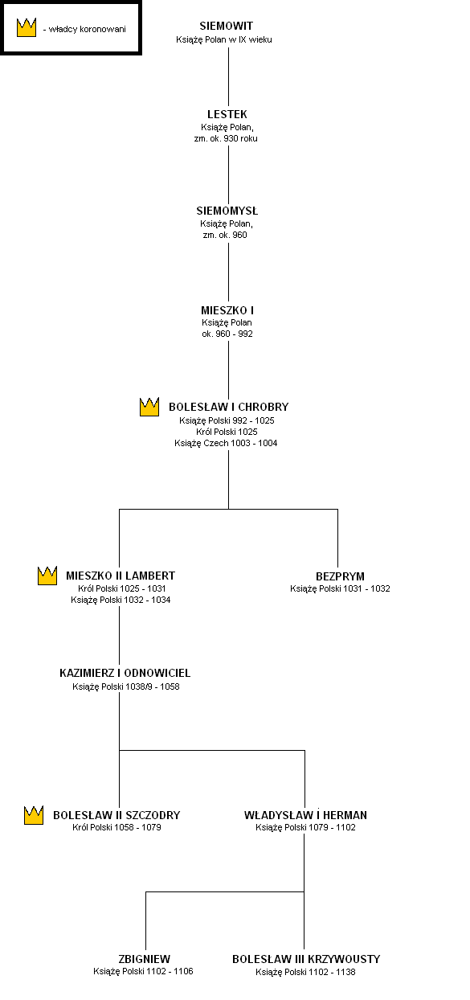 - władcy koronowani
SIEMOWIT
Książę Polan w IX wieku
LESTEK
Książę Polan,
zm. ok. 930 roku
SIEMOMYSŁ
Książę Polan,
zm. ok. 960
MIESZKO I
Książę Polan
ok. 960 - 992
BOLESŁAW I CHROBRY
Książę Polski 992 - 1025
Król Polski 1025
Książę Czech 1003 - 1004
MIESZKO II LAMBERT
Król Polski 1025 - 1031
Książę Polski 1032 - 1034
BEZPRYM
Książę Polski 1031 - 1032
KAZIMIERZ I ODNOWICIEL
Książę Polski 1038/9 - 1058
BOLESŁAW II SZCZODRY
Król Polski 1058 - 1079
WŁADYSŁAW I HERMAN
Książę Polski 1079 - 1102
ZBIGNIEW
Książę Polski 1102 - 1106
BOLESŁAW III KRZYWOUSTY
Książę Polski 1102 - 1138